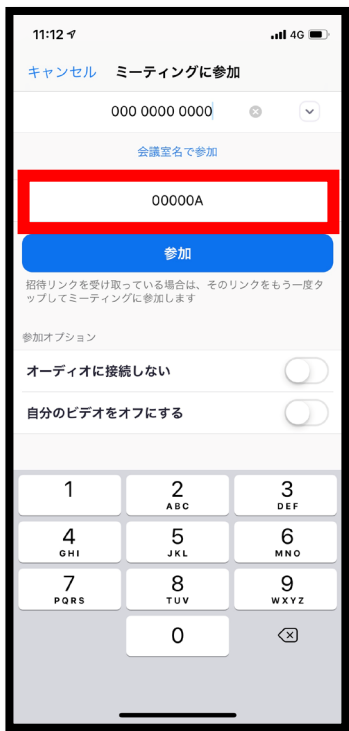 11:12 4G
キャンセル ミーティングに参加
000 0000 0000
会議室名で参加
00000A
参加
招待リンクを受け取っている場合は、そのリンクをもう一度タ
ップしてミーティングに参加します
参加オプション
オーディオに接続しない
自分のビデオをオフにする
1 2 3
ABC DEF
4 5 6
GHI JKL MNO
7 8 9
PQRS TUV WXYZ
0